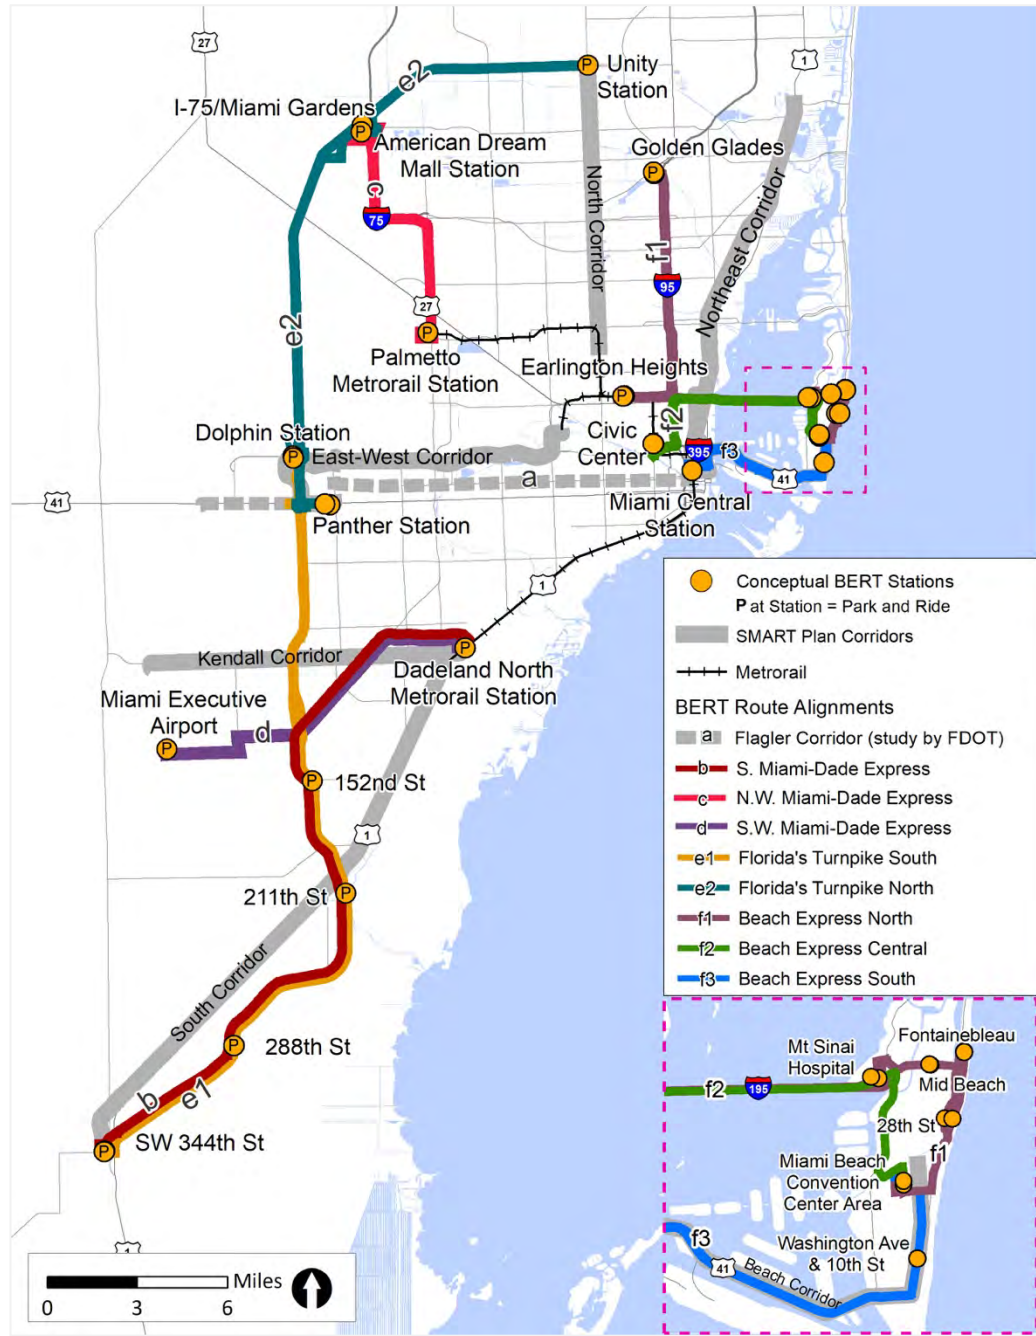 27
1
e2
Unity
Station
I-75/Miami Gardens
American Dream
Mall Station
Golden Glades
c
75
North Corridor
f1
95
Northeast Corridor
27
e2
Palmetto
Metrorail Station
Earlington Heights
f2
Civic
Center
Dolphin Station
East-West Corridor
395
f3
a
41
41
Miami Central
Station
Panther Station
1
Kendall Corridor
Dadeland North
Metrorail Station
Miami Executive
Airport
d
152nd St
1
211th St
South Corridor
288th St
b
e1
SW 344th St
1
Conceptual BERT Stations
P at Station = Park and Ride
SMART Plan Corridors
Metrorail
BERT Route Alignments
a Flagler Corridor (study by FDOT)
b S. Miami-Dade Express
c N.W. Miami-Dade Express
d S.W. Miami-Dade Express
e1 Florida's Turnpike South
e2 Florida's Turnpike North
f1 Beach Express North
f2 Beach Express Central
f3 Beach Express South
Fontainebleau
Mt Sinai
Hospital
Mid Beach
f2
195
28th St
f1
Miami Beach
Convention
Center Area
Washington Ave
& 10th St
f3
41
Beach Corridor
Miles
0 3 6
P
P
P
P
P
P
P
P
P
P
P
P